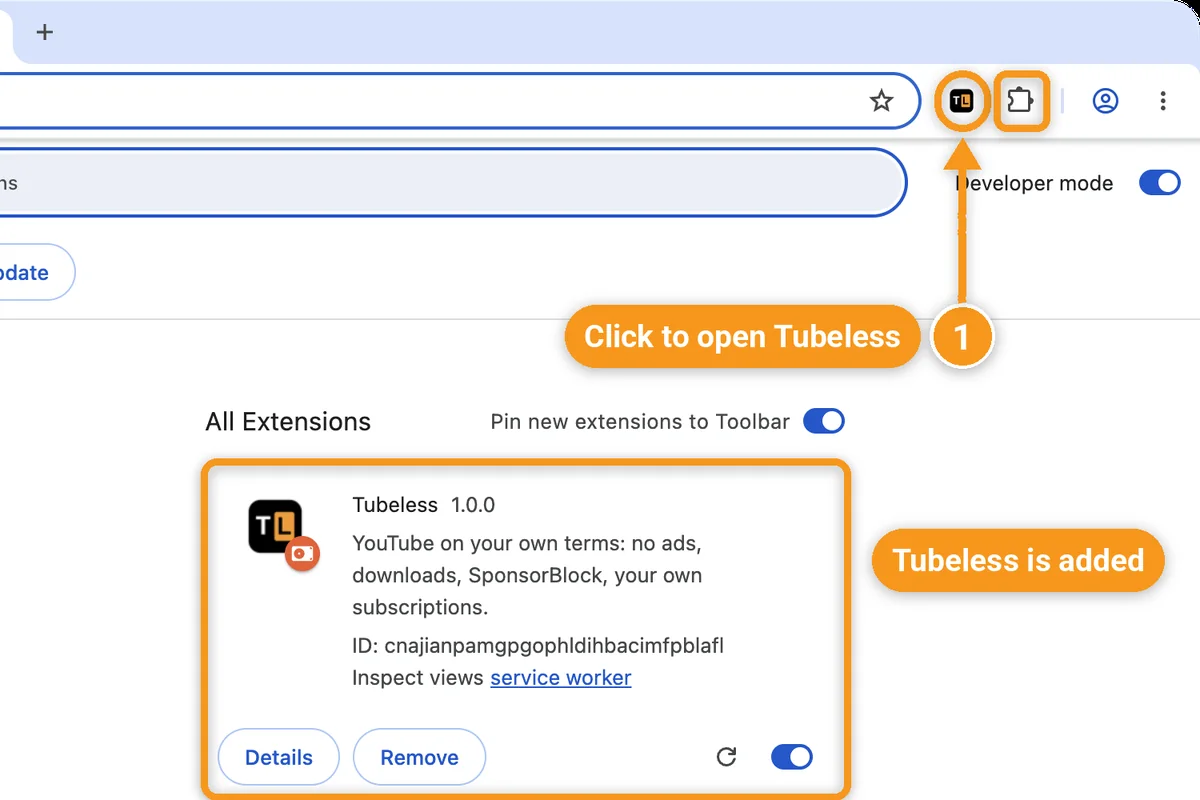 TL
ns
Developer mode
pdate
Click to open Tubeless
1
All Extensions
Pin new extensions to Toolbar
TL
Tubeless 1.0.0
YouTube on your own terms: no ads,
downloads, SponsorBlock, your own
subscriptions.
ID: cnajianpamgpgophldihbacimfpblafl
Inspect views service worker
Tubeless is added
Details
Remove